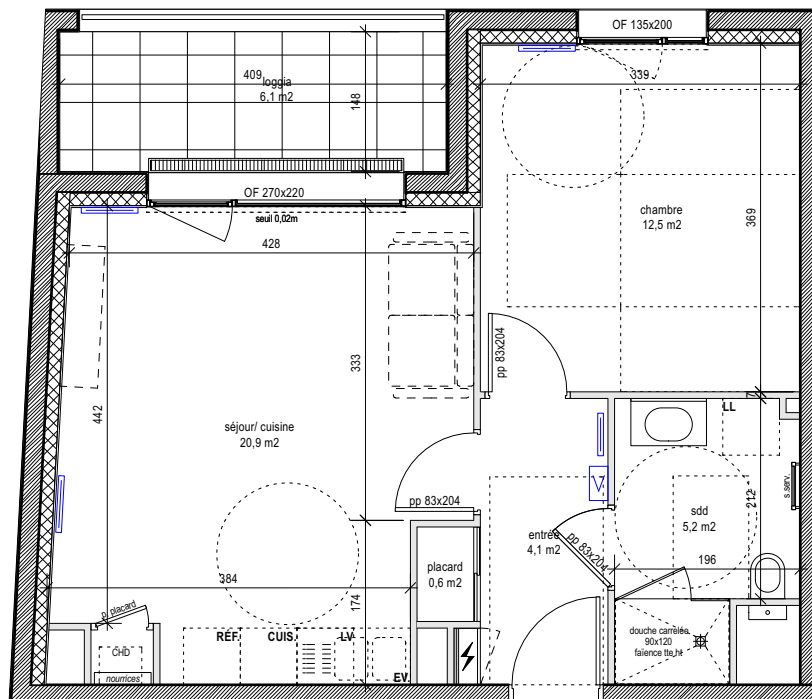 OF 135x200
409
loggia
6,1 m2
148
339
OF 270x220
seuil 0,02m
428
chambre
12,5 m2
369
pp 83x204
333
442
séjour/ cuisine
20,9 m2
7
LL
pp 83x204
s.serv.
212
sdd
5,2 m2
entrée
4,1 m2
pp 83x204
196
placard
0,6 m2
384
174
p. placard
RÉF.
CUIS.
LV
EV.
CHD
nourrices
7
douche carrelée
90x120
faïence tte ht